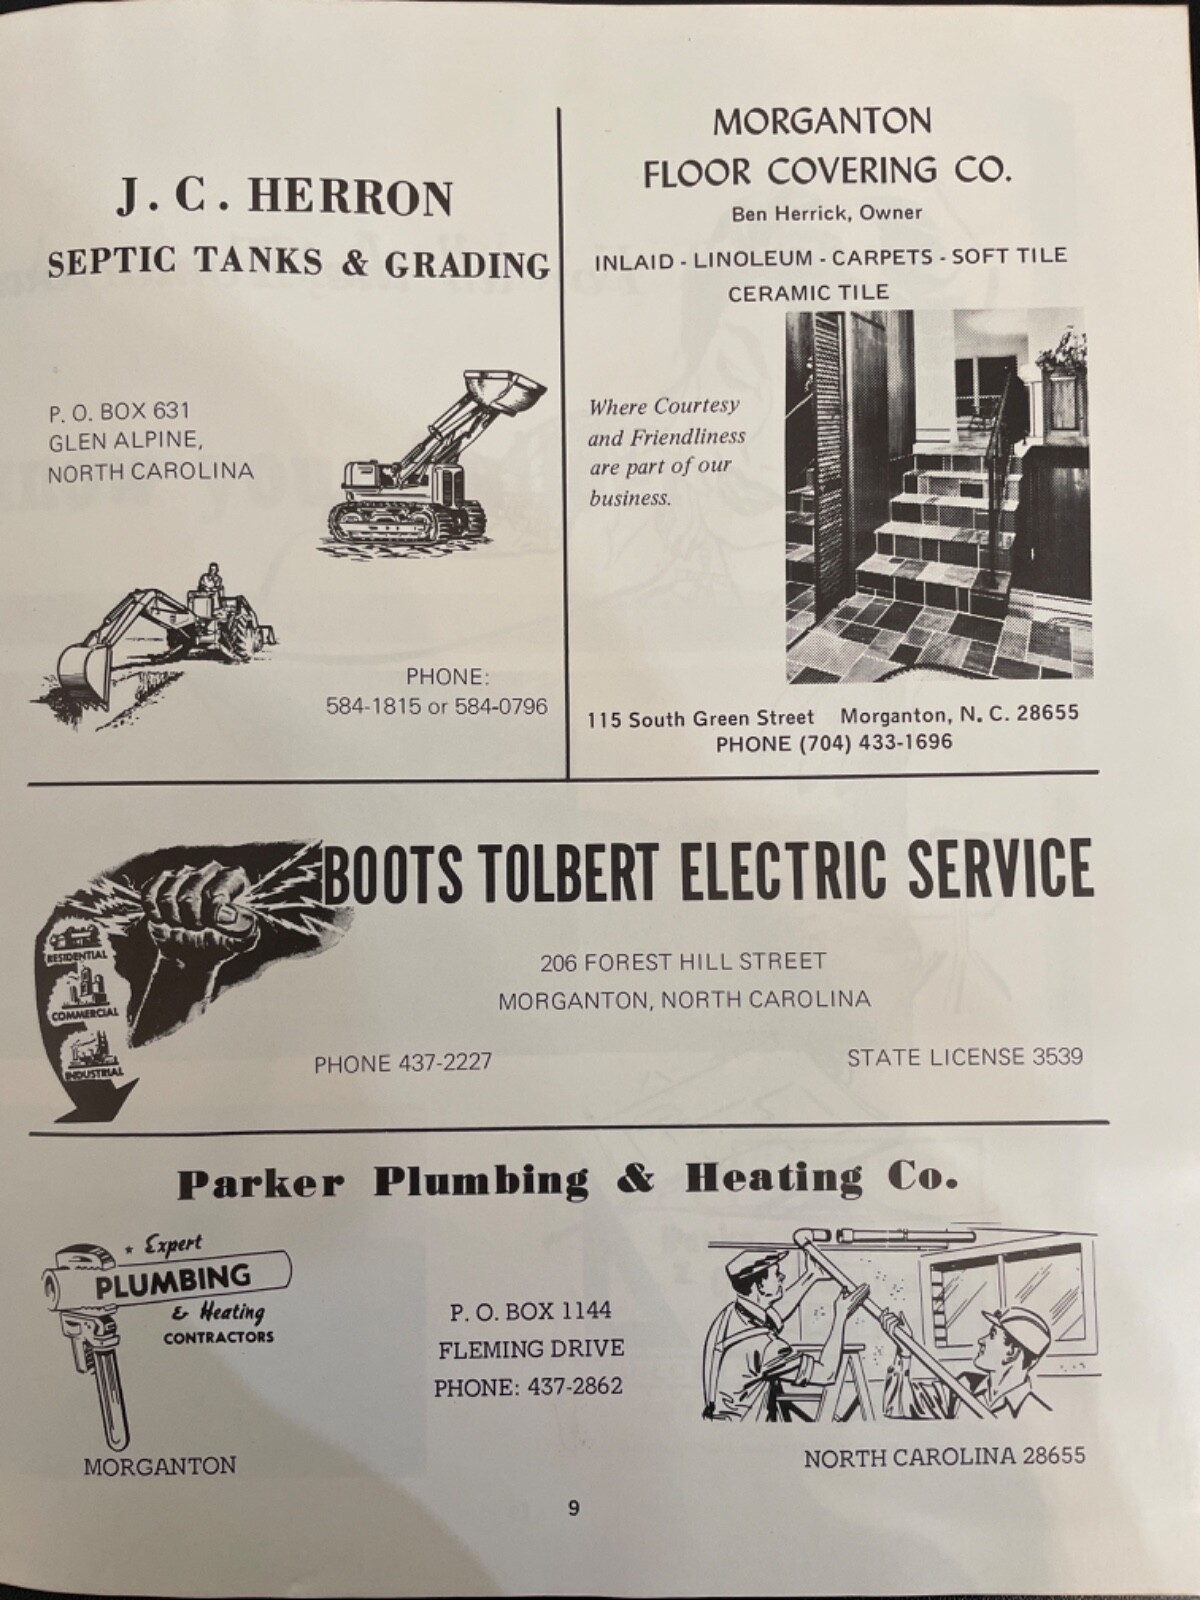 J. C. HERRON
SEPTIC TANKS & GRADING
P. O. BOX 631
GLEN ALPINE,
NORTH CAROLINA
PHONE:
584-1815 or 584-0796
MORGANTON
FLOOR COVERING CO.
Ben Herrick, Owner
INLAID - LINOLEUM - CARPETS - SOFT TILE
CERAMIC TILE
Where Courtesy
and Friendliness
are part of our
business.
115 South Green Street Morganton, N. C. 28655
PHONE (704) 433-1696
BOOTS TOLBERT ELECTRIC SERVICE
RESIDENTIAL
COMMERCIAL
INDUSTRIAL
206 FOREST HILL STREET
MORGANTON, NORTH CAROLINA
PHONE 437-2227
STATE LICENSE 3539
Parker Plumbing & Heating Co.
★ Expert
PLUMBING
& Heating
CONTRACTORS
MORGANTON
P. O. BOX 1144
FLEMING DRIVE
PHONE: 437-2862
NORTH CAROLINA 28655
9